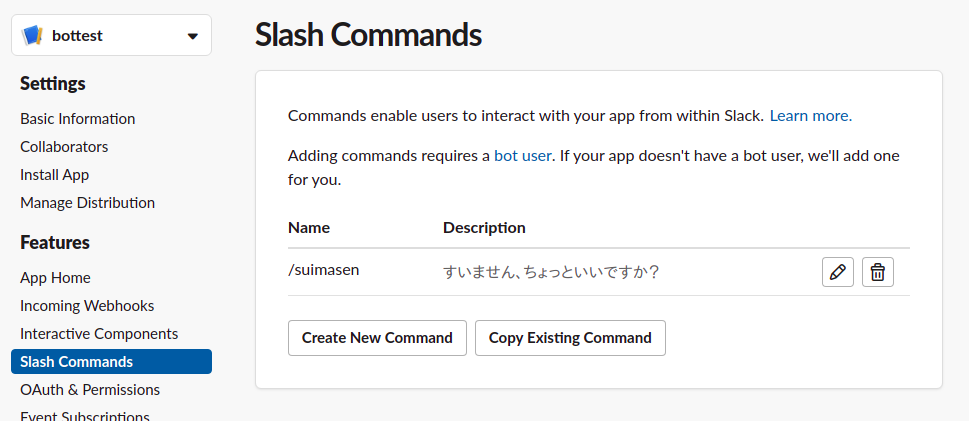 bottest
Settings
Basic Information
Collaborators
Install App
Manage Distribution
Features
App Home
Incoming Webhooks
Interactive Components
Slash Commands
OAuth & Permissions
Event Subscriptions
Slash Commands
Commands enable users to interact with your app from within Slack. Learn more.
Adding commands requires a bot user. If your app doesn't have a bot user, we'll add one
for you.
Name Description
/suimasen すいません、ちょっといいですか？
Create New Command Copy Existing Command